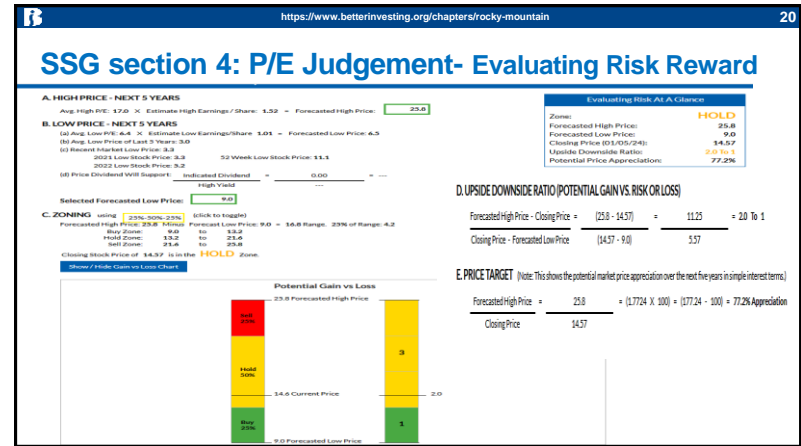 https://www.betterinvesting.org/chapters/rocky-mountain
20
SSG section 4: P/E Judgement- Evaluating Risk Reward
A. HIGH PRICE - NEXT 5 YEARS
Avg. High P/E: 17.0 X Estimate High Earnings / Share: 1.52 = Forecasted High Price: 25.8
B. LOW PRICE - NEXT 5 YEARS
(a) Avg. Low P/E: 6.4 X Estimate Low Earnings/Share 1.01 = Forecasted Low Price: 6.5
(b) Avg. Low Price of Last 5 Years: 3.0
(c) Recent Market Low Price: 3.3
2021 Low Stock Price: 3.3 52 Week Low Stock Price: 11.1
2022 Low Stock Price: 5.2
(d) Price Dividend Will Support: Indicated Dividend = 0.00 = ---
High Yield ---
Selected Forecasted Low Price: 9.0
C. ZONING using 25%-50%-25% (click to toggle)
Forecasted High Price: 25.8 Minus Forecast Low Price: 9.0 = 16.8 Range. 25% of Range: 4.2
Buy Zone: 9.0 to 13.2
Hold Zone: 13.2 to 21.6
Sell Zone: 21.6 to 25.8
Closing Stock Price of 14.57 is in the HOLD Zone.
Show / Hide Gain vs Loss Chart
Potential Gain vs Loss
25.8 Forecasted High Price
Sell
25%
3
Hold
50%
14.6 Current Price
2.0
Buy
25%
1
9.0 Forecasted Low Price
Evaluating Risk At A Glance
Zone: HOLD
Forecasted High Price: 25.8
Forecasted Low Price: 9.0
Closing Price (01/05/24): 14.57
Upside Downside Ratio: 2.0 To 1
Potential Price Appreciation: 77.2%
D. UPSIDE DOWNSIDE RATIO (POTENTIAL GAIN VS. RISK OR LOSS)
Forecasted High Price - Closing Price = (25.8 - 14.57) = 11.25 = 2.0 To 1
Closing Price - Forecasted Low Price (14.57 - 9.0) 5.57
E. PRICE TARGET (Note: This shows the potential market price appreciation over the next five years in simple interest terms.)
Forecasted High Price = 25.8 = (1.7724 X 100) = (177.24 - 100) = 77.2% Appreciation
Closing Price 14.57